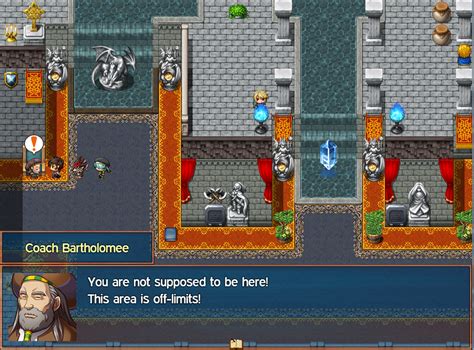 Coach Bartholomee
You are not supposed to be here!
This area is off-limits!